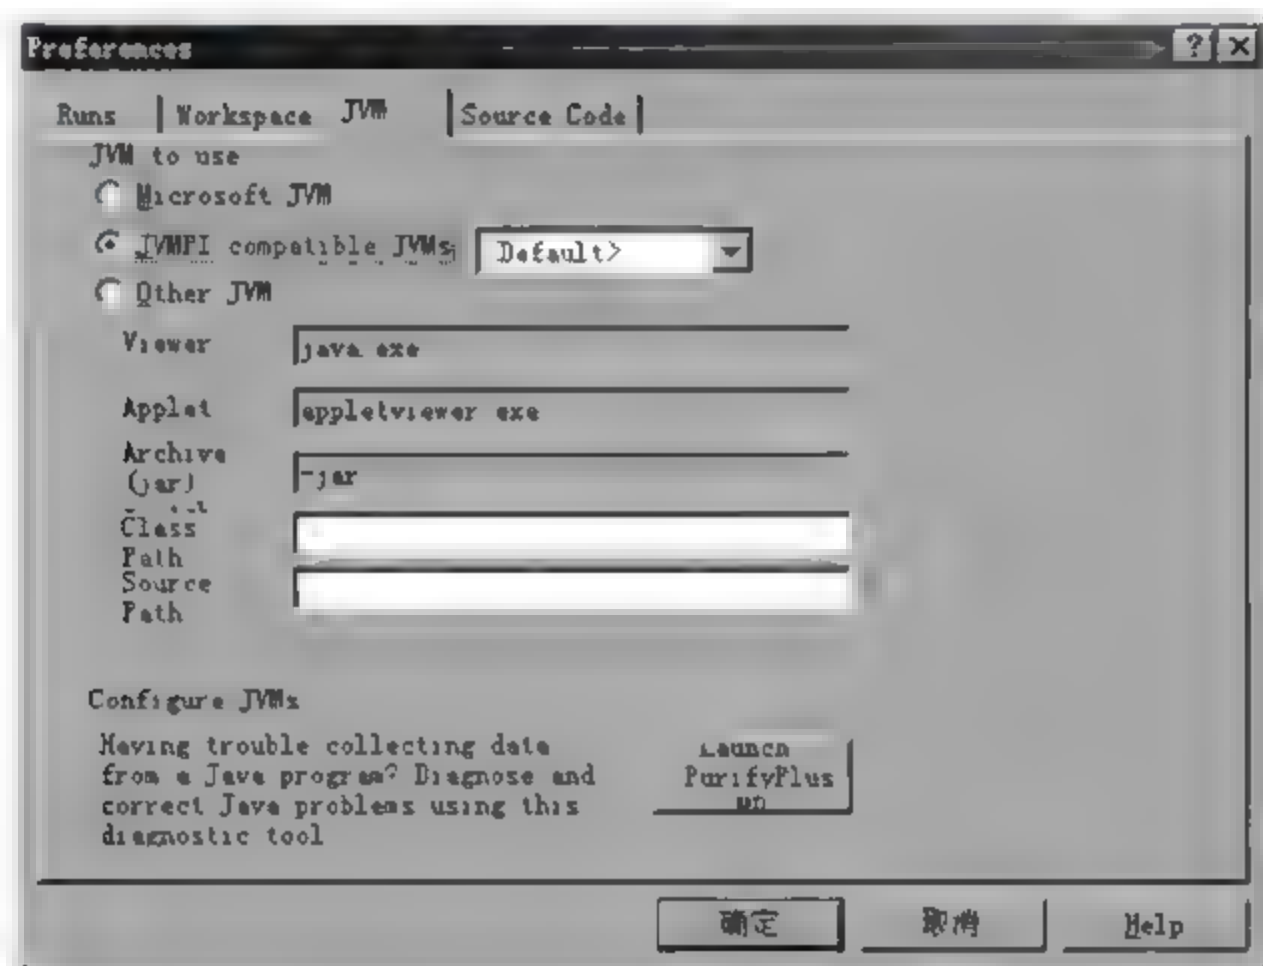 Preferences
Runs Workspace JVM Source Code
JVM to use
Microsoft JVM
JVMPI compatible JVMs Default>
Other JVM
Viewer java exe
Applet appletviewer exe
Archive
(jar) -jar
Class
Path
Source
Path
Configure JVMs
Having trouble collecting data
from a Java program? Diagnose and
correct Java problems using this
diagnostic tool
Launch
PurifyPlus
确定 取消 Help